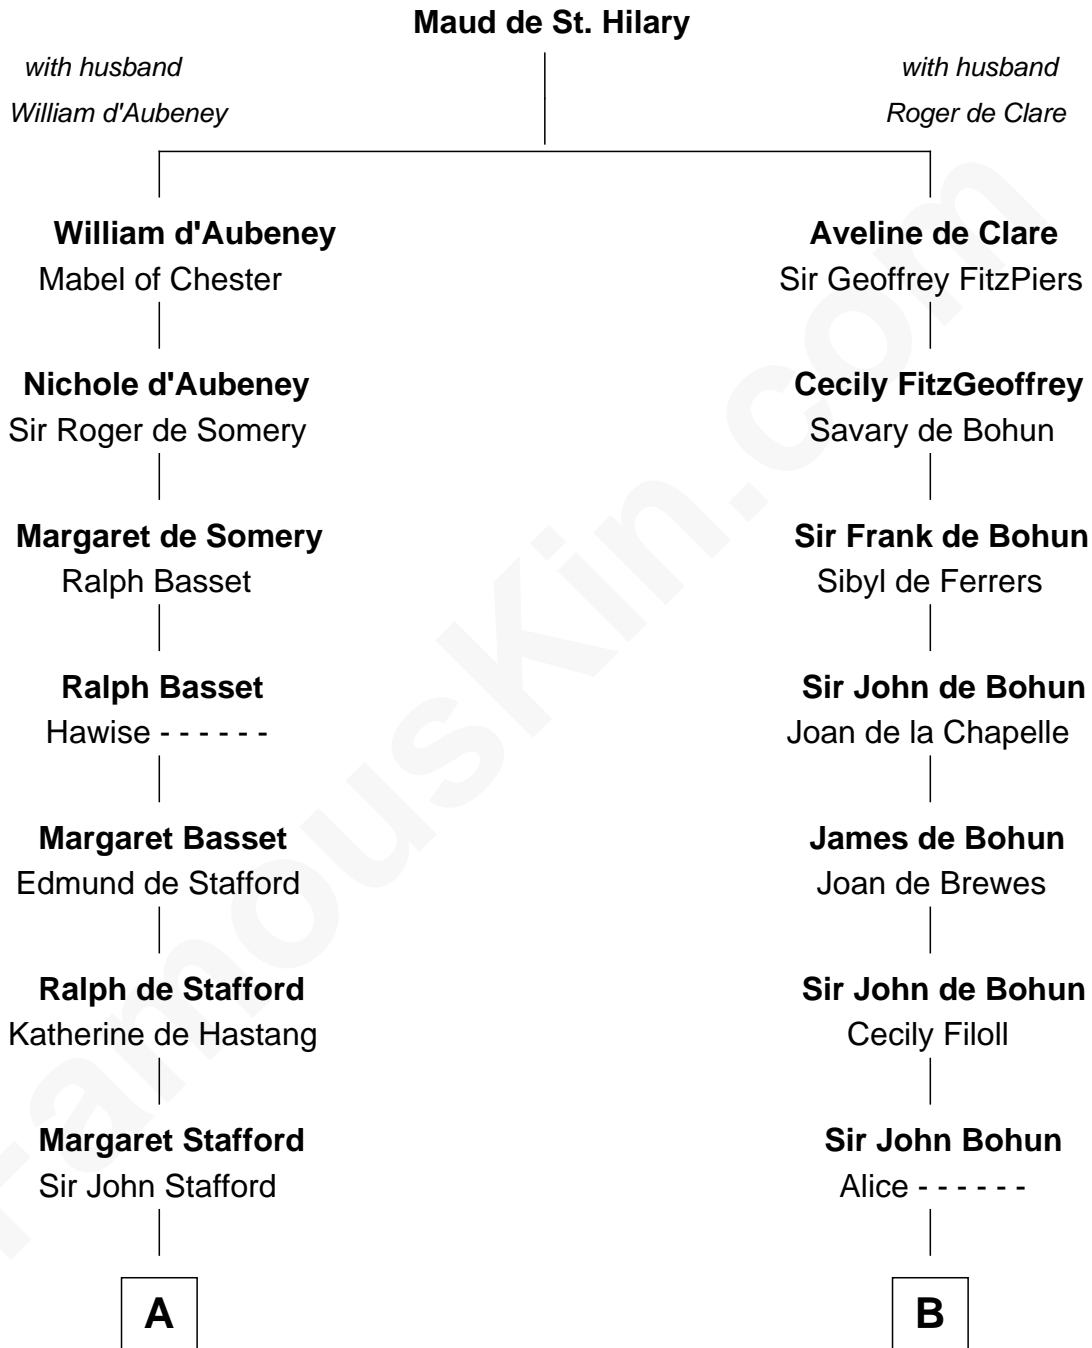 Maud de St. Hilary
with husband
William d'Aubeney
with husband
Roger de Clare
William d'Aubeney
Mabel of Chester
Aveline de Clare
Sir Geoffrey FitzPiers
Nichole d'Aubeney
Sir Roger de Somery
Cecily FitzGeoffrey
Savary de Bohun
Margaret de Somery
Ralph Basset
Sir Frank de Bohun
Sibyl de Ferrers
Ralph Basset
Hawise - - - - - -
Sir John de Bohun
Joan de la Chapelle
Margaret Basset
Edmund de Stafford
James de Bohun
Joan de Brewes
Ralph de Stafford
Katherine de Hastang
Sir John de Bohun
Cecily Filoll
Margaret Stafford
Sir John Stafford
Sir John Bohun
Alice - - - - - -
A
B
FamousKin.com